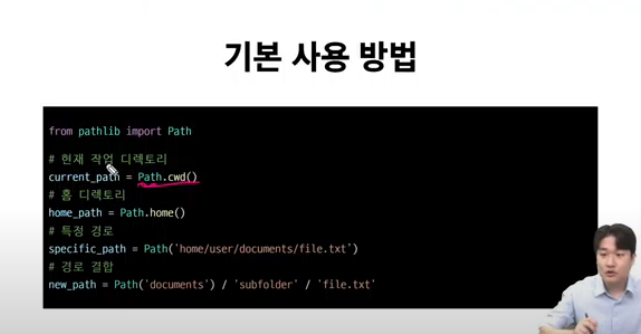 기본 사용 방법
from pathlib import Path
# 현재 작업 디렉토리
current_path = Path.cwd()
# 홈 디렉토리
home_path = Path.home()
# 특정 경로
specific_path = Path('home/user/documents/file.txt')
# 경로 결합
new_path = Path('documents') / 'subfolder' / 'file.txt'